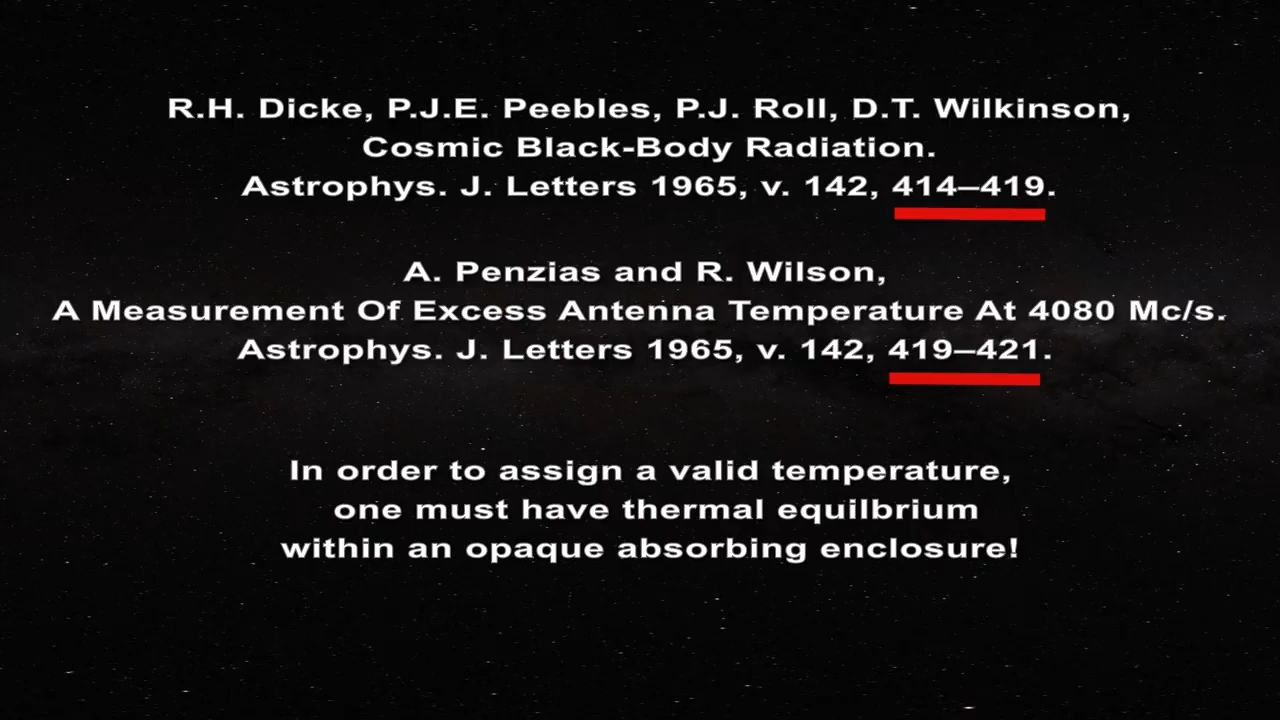 R.H. Dicke, P.J.E. Peebles, P.J. Roll, D.T. Wilkinson,
Cosmic Black-Body Radiation.
Astrophys. J. Letters 1965, v. 142, 414–419.
A. Penzias and R. Wilson,
A Measurement Of Excess Antenna Temperature At 4080 Mc/s.
Astrophys. J. Letters 1965, v. 142, 419–421.
In order to assign a valid temperature,
one must have thermal equilbrium
within an opaque absorbing enclosure!